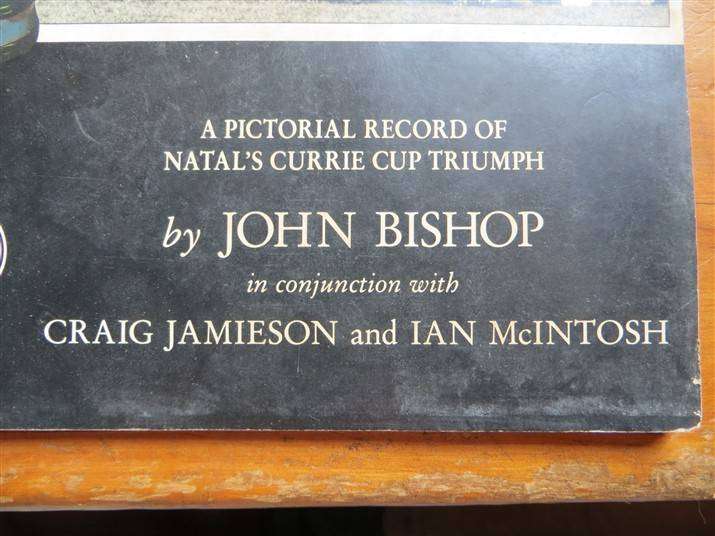 A PICTORIAL RECORD OF
NATAL'S CURRIE CUP TRIUMPH
by JOHN BISHOP
in conjunction with
CRAIG JAMIESON and IAN McINTOSH